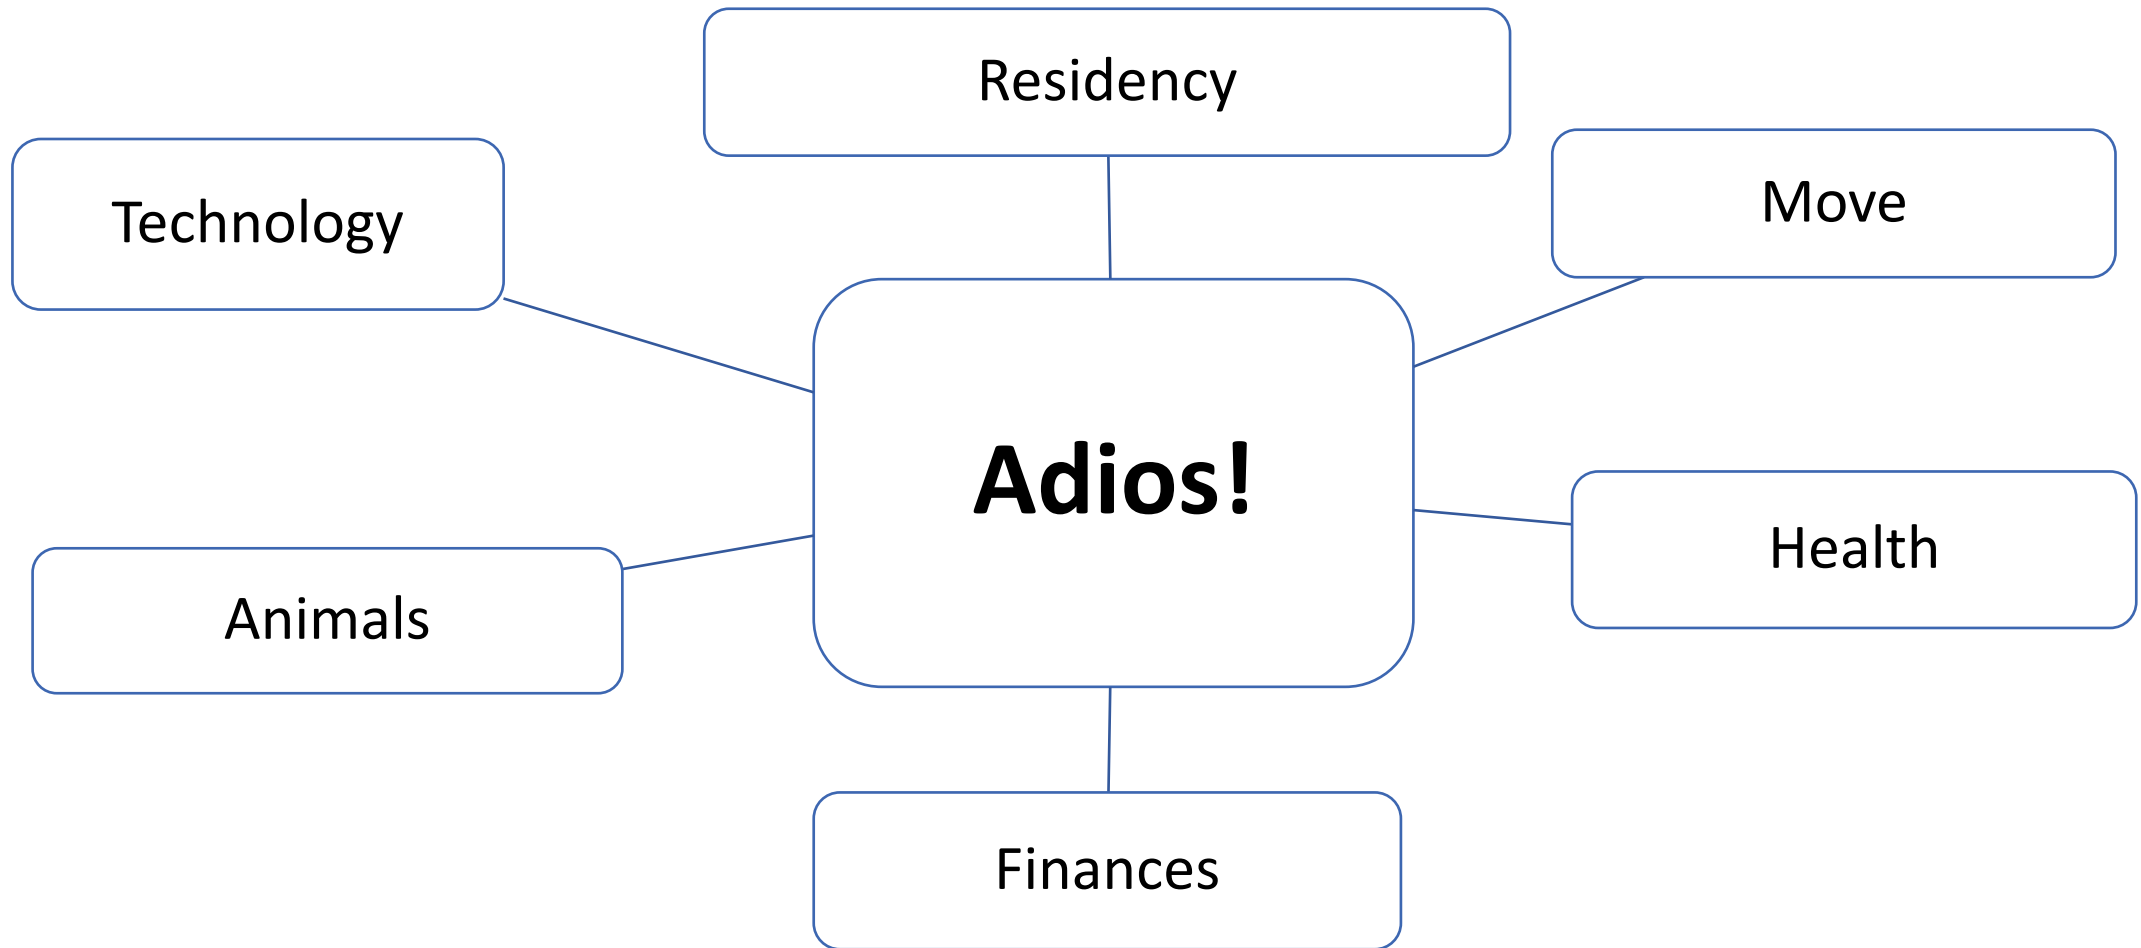 Residency
Technology
Move
Adios!
Health
Animals
Finances